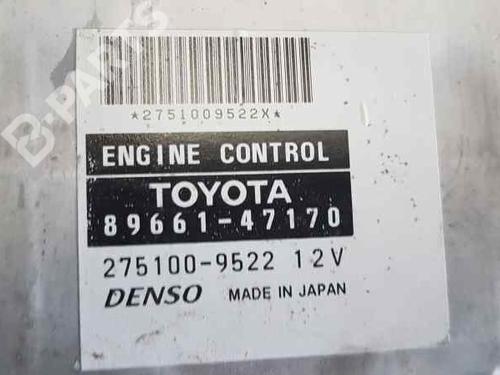 B-PARTS
*2751009522X*
ENGINE CONTROL
TOYOTA
89661-47170
275100-9522 12V
DENSO MADE IN JAPAN